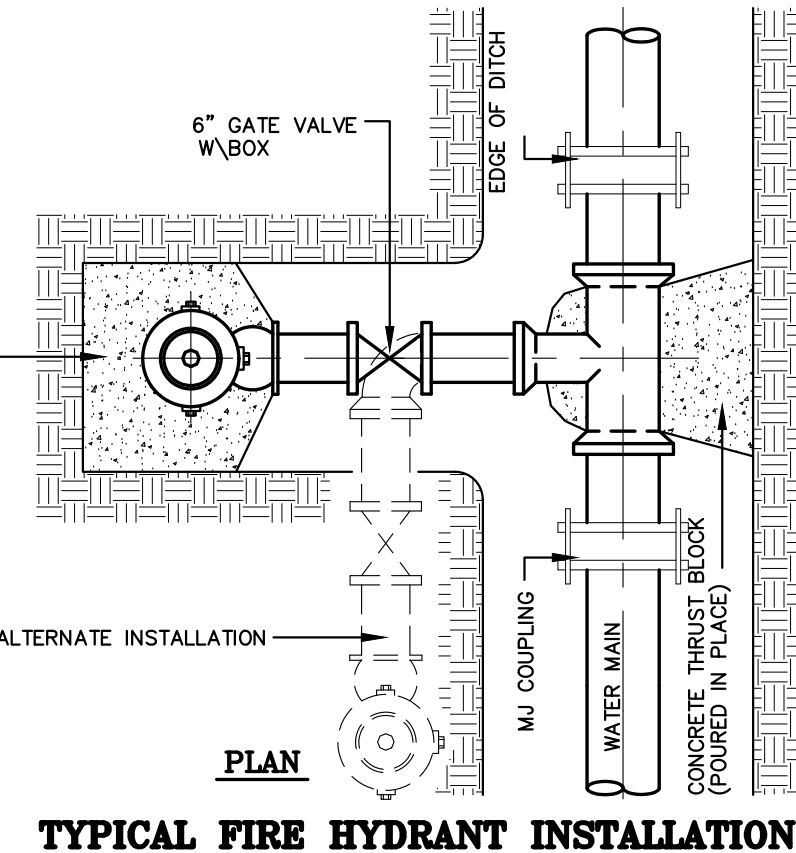 EDGE OF DITCH
6” GATE VALVE
W\BOX
ALTERNATE INSTALLATION
MJ COUPLING
WATER MAIN
CONCRETE THRUST BLOCK
(POURED IN PLACE)
PLAN
TYPICAL FIRE HYDRANT INSTALLATION